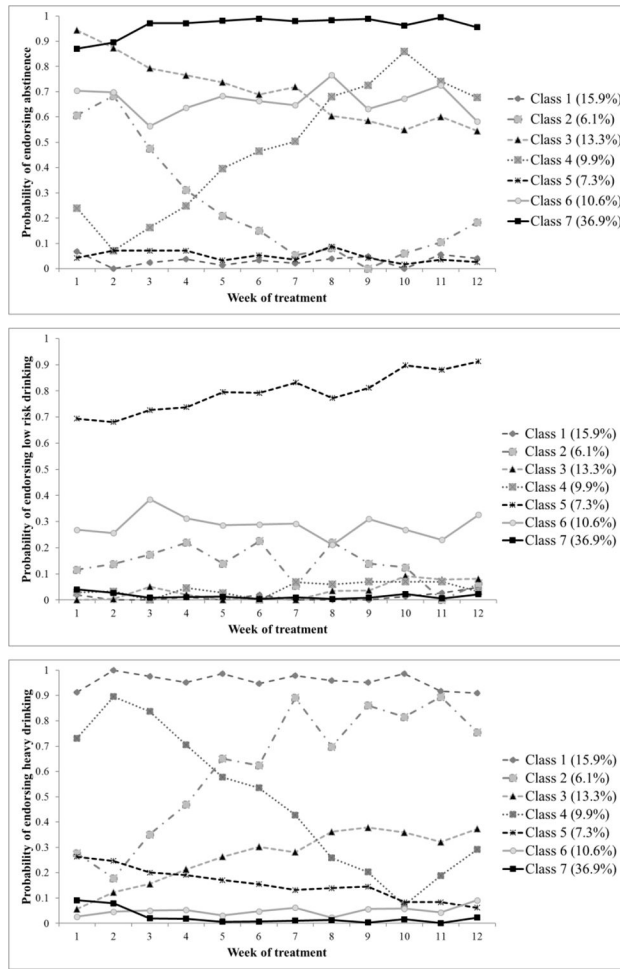 Probability of endorsing abstinence
1
0.9
0.8
0.7
0.6
0.5
0.4
0.3
0.2
0.1
0
1 2 3 4 5 6 7 8 9 10 11 12
Week of treatment
Class 1 (15.9%)
Class 2 (6.1%)
Class 3 (13.3%)
Class 4 (9.9%)
Class 5 (7.3%)
Class 6 (10.6%)
Class 7 (36.9%)
Probability of endorsing low risk drinking
1
0.9
0.8
0.7
0.6
0.5
0.4
0.3
0.2
0.1
0
1 2 3 4 5 6 7 8 9 10 11 12
Week of treatment
Class 1 (15.9%)
Class 2 (6.1%)
Class 3 (13.3%)
Class 4 (9.9%)
Class 5 (7.3%)
Class 6 (10.6%)
Class 7 (36.9%)
Probability of endorsing heavy drinking
1
0.9
0.8
0.7
0.6
0.5
0.4
0.3
0.2
0.1
0
1 2 3 4 5 6 7 8 9 10 11 12
Week of treatment
Class 1 (15.9%)
Class 2 (6.1%)
Class 3 (13.3%)
Class 4 (9.9%)
Class 5 (7.3%)
Class 6 (10.6%)
Class 7 (36.9%)